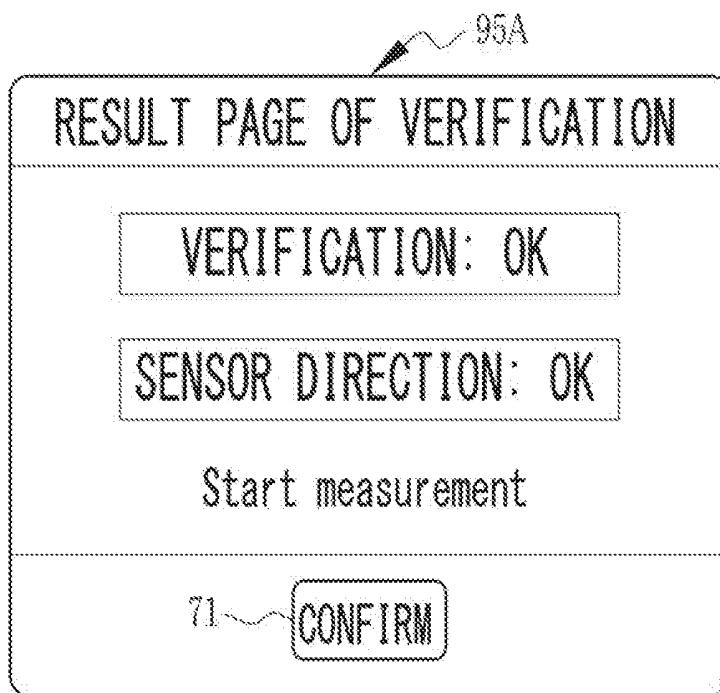 95A
RESULT PAGE OF VERIFICATION
VERIFICATION: OK
SENSOR DIRECTION: OK
Start measurement
71 CONFIRM